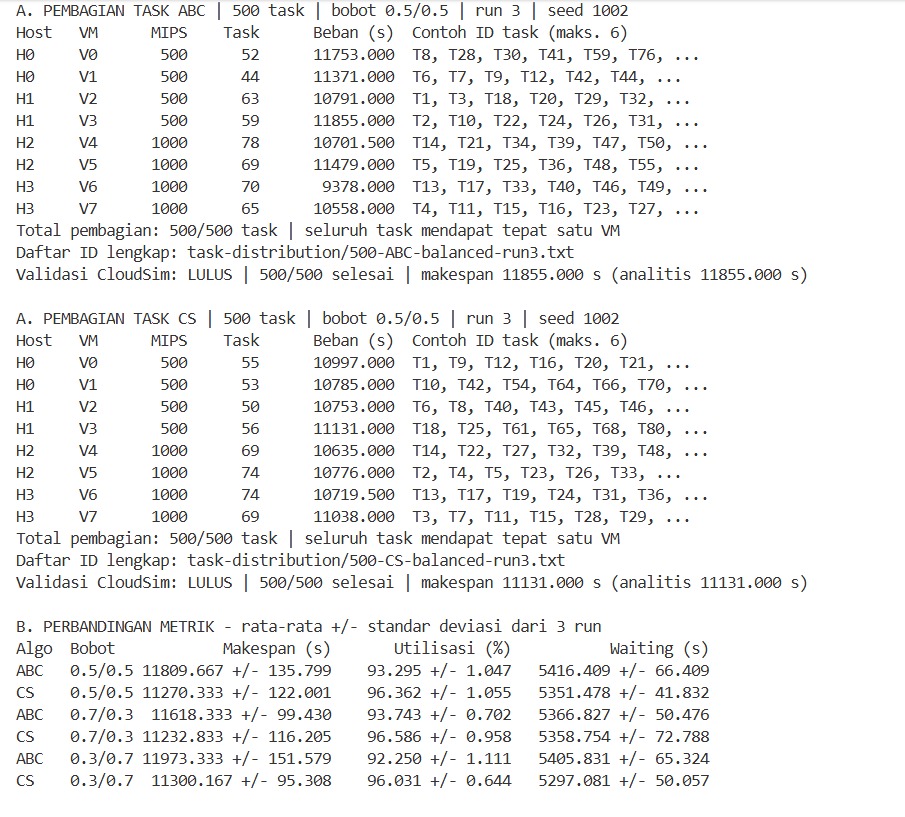 A. PEMBAGIAN TASK ABC | 500 task | bobot 0.5/0.5 | run 3 | seed 1002
Host VM MIPS Task Beban (s) Contoh ID task (maks. 6)
H0 V0 500 52 11753.000 T8, T28, T30, T41, T59, T76, ...
H0 V1 500 44 11371.000 T6, T7, T9, T12, T42, T44, ...
H1 V2 500 63 10791.000 T1, T3, T18, T20, T29, T32, ...
H1 V3 500 59 11855.000 T2, T10, T22, T24, T26, T31, ...
H2 V4 1000 78 10701.500 T14, T21, T34, T39, T47, T50, ...
H2 V5 1000 69 11479.000 T5, T19, T25, T36, T48, T55, ...
H3 V6 1000 70 9378.000 T13, T17, T33, T40, T46, T49, ...
H3 V7 1000 65 10558.000 T4, T11, T15, T16, T23, T27, ...
Total pembagian: 500/500 task | seluruh task mendapat tepat satu VM
Daftar ID lengkap: task-distribution/500-ABC-balanced-run3.txt
Validasi CloudSim: LULUS | 500/500 selesai | makespan 11855.000 s (analitis 11855.000 s)
A. PEMBAGIAN TASK CS | 500 task | bobot 0.5/0.5 | run 3 | seed 1002
Host VM MIPS Task Beban (s) Contoh ID task (maks. 6)
H0 V0 500 55 10997.000 T1, T9, T12, T16, T20, T21, ...
H0 V1 500 53 10785.000 T10, T42, T54, T64, T66, T70, ...
H1 V2 500 50 10753.000 T6, T8, T40, T43, T45, T46, ...
H1 V3 500 56 11131.000 T18, T25, T61, T65, T68, T80, ...
H2 V4 1000 69 10635.000 T14, T22, T27, T32, T39, T48, ...
H2 V5 1000 74 10776.000 T2, T4, T5, T23, T26, T33, ...
H3 V6 1000 74 10719.500 T13, T17, T19, T24, T31, T36, ...
H3 V7 1000 69 11038.000 T3, T7, T11, T15, T28, T29, ...
Total pembagian: 500/500 task | seluruh task mendapat tepat satu VM
Daftar ID lengkap: task-distribution/500-CS-balanced-run3.txt
Validasi CloudSim: LULUS | 500/500 selesai | makespan 11131.000 s (analitis 11131.000 s)
B. PERBANDINGAN METRIK - rata-rata +/- standar deviasi dari 3 run
Algo Bobot Makespan (s) Utilisasi (%) Waiting (s)
ABC 0.5/0.5 11809.667 +/- 135.799 93.295 +/- 1.047 5416.409 +/- 66.409
CS 0.5/0.5 11270.333 +/- 122.001 96.362 +/- 1.055 5351.478 +/- 41.832
ABC 0.7/0.3 11618.333 +/- 99.430 93.743 +/- 0.702 5366.827 +/- 50.476
CS 0.7/0.3 11232.833 +/- 116.205 96.586 +/- 0.958 5358.754 +/- 72.788
ABC 0.3/0.7 11973.333 +/- 151.579 92.250 +/- 1.111 5405.831 +/- 65.324
CS 0.3/0.7 11300.167 +/- 95.308 96.031 +/- 0.644 5297.081 +/- 50.057